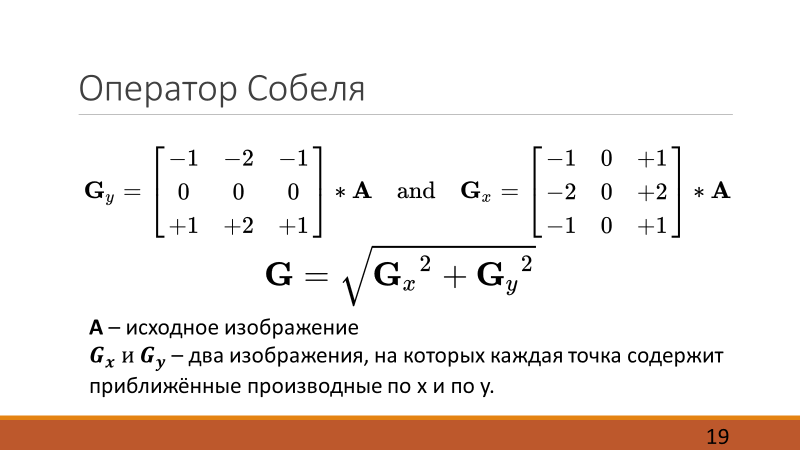 Оператор Собеля
−1 −2 −1 −1 0 +1
G_y = [ 0 0 0 ] ∗ A and G_x = [ −2 0 +2 ] ∗ A
+1 +2 +1 −1 0 +1
G = √(G_x² + G_y²)
A – исходное изображение
G_x и G_y – два изображения, на которых каждая точка содержит
приближённые производные по x и по y.
19